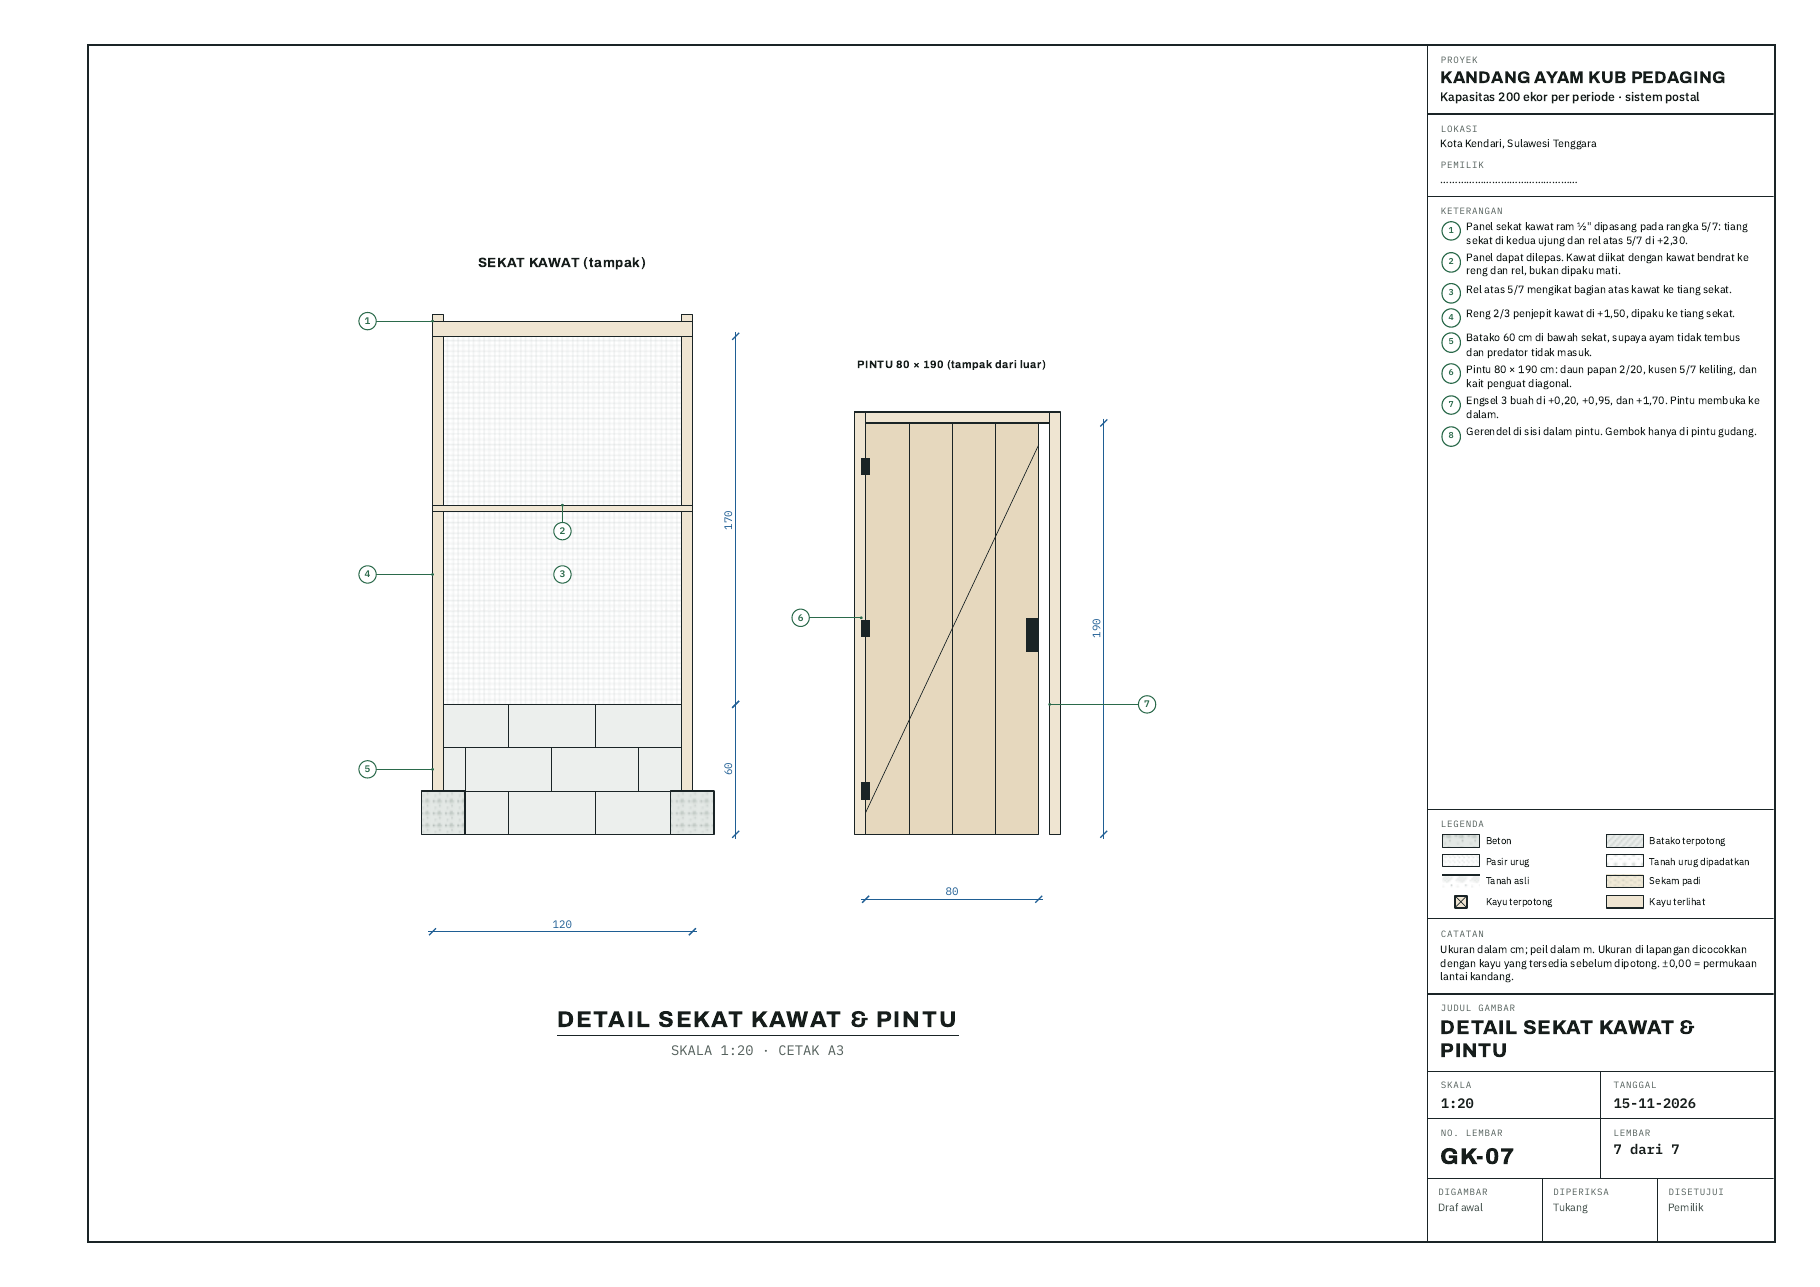 SEKAT KAWAT (tampak)
1
2
3
4
5
170
60
120
PINTU 80 × 190 (tampak dari luar)
6
7
190
80
DETAIL SEKAT KAWAT & PINTU
SKALA 1:20 · CETAK A3
PROYEK
KANDANG AYAM KUB PEDAGING
Kapasitas 200 ekor per periode · sistem postal
LOKASI
Kota Kendari, Sulawesi Tenggara
PEMILIK
................................................
KETERANGAN
1 Panel sekat kawat ram ½" dipasang pada rangka 5/7: tiang
sekat di kedua ujung dan rel atas 5/7 di +2,30.
2 Panel dapat dilepas. Kawat diikat dengan kawat bendrat ke
reng dan rel, bukan dipaku mati.
3 Rel atas 5/7 mengikat bagian atas kawat ke tiang sekat.
4 Reng 2/3 penjepit kawat di +1,50, dipaku ke tiang sekat.
5 Batako 60 cm di bawah sekat, supaya ayam tidak tembus
dan predator tidak masuk.
6 Pintu 80 × 190 cm: daun papan 2/20, kusen 5/7 keliling, dan
kait penguat diagonal.
7 Engsel 3 buah di +0,20, +0,95, dan +1,70. Pintu membuka ke
dalam.
8 Gerendel di sisi dalam pintu. Gembok hanya di pintu gudang.
LEGENDA
Beton
Batako terpotong
Pasir urug
Tanah urug dipadatkan
Tanah asli
Sekam padi
Kayu terpotong
Kayu terlihat
CATATAN
Ukuran dalam cm; peil dalam m. Ukuran di lapangan dicocokkan
dengan kayu yang tersedia sebelum dipotong. ±0,00 = permukaan
lantai kandang.
JUDUL GAMBAR
DETAIL SEKAT KAWAT &
PINTU
SKALA
1:20
TANGGAL
15-11-2026
NO. LEMBAR
GK-07
LEMBAR
7 dari 7
DIGAMBAR
Draf awal
DIPERIKSA
Tukang
DISETUJUI
Pemilik